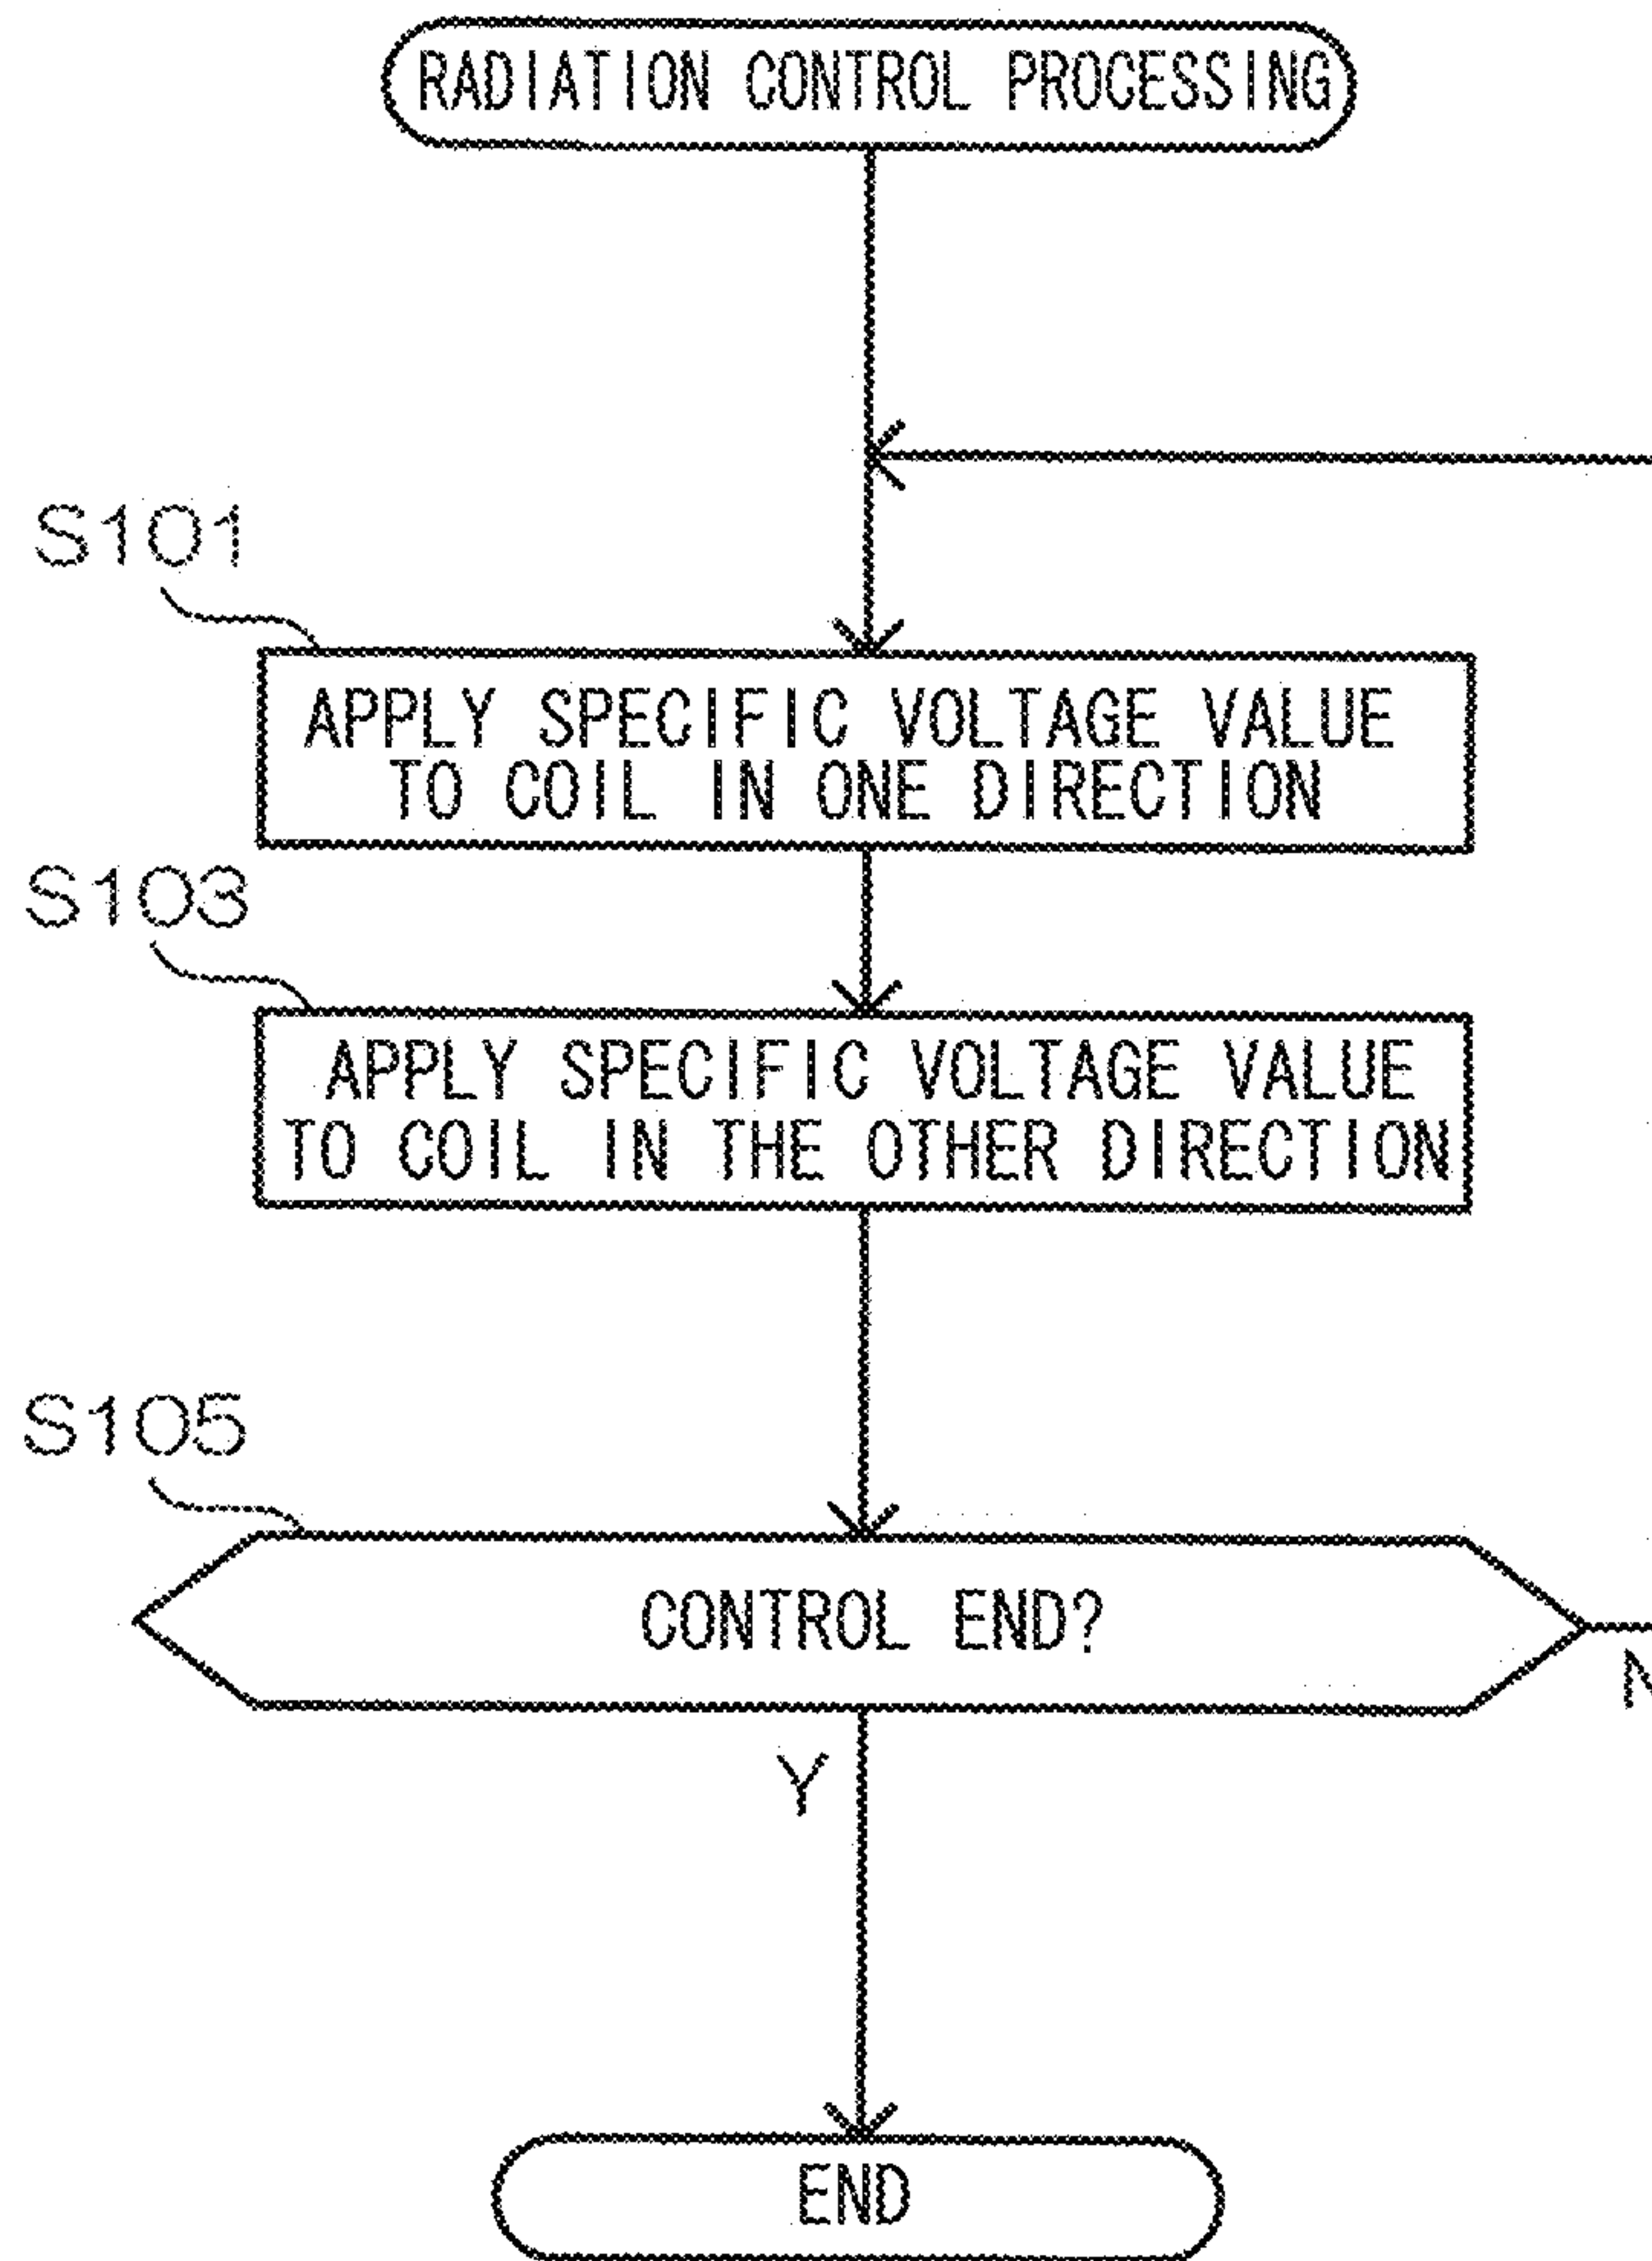 RADIATION CONTROL PROCESSING
S101
APPLY SPECIFIC VOLTAGE VALUE
TO COIL IN ONE DIRECTION
S103
APPLY SPECIFIC VOLTAGE VALUE
TO COIL IN THE OTHER DIRECTION
S105
CONTROL END?
N
Y
END